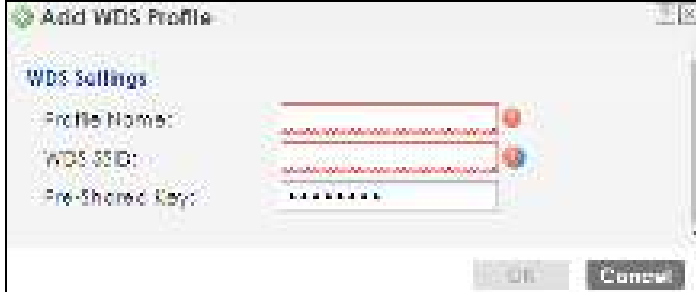 Add WDS Profile
WDS Settings
Profile Name:
WDS SSID:
Pre-Shared Key: ••••••••
OK Cancel